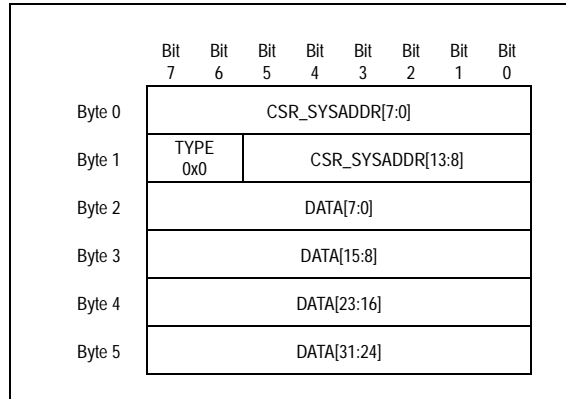 Bit Bit Bit Bit Bit Bit Bit Bit
7 6 5 4 3 2 1 0
Byte 0 CSR_SYSADDR[7:0]
Byte 1 TYPE 0x0 CSR_SYSADDR[13:8]
Byte 2 DATA[7:0]
Byte 3 DATA[15:8]
Byte 4 DATA[23:16]
Byte 5 DATA[31:24]